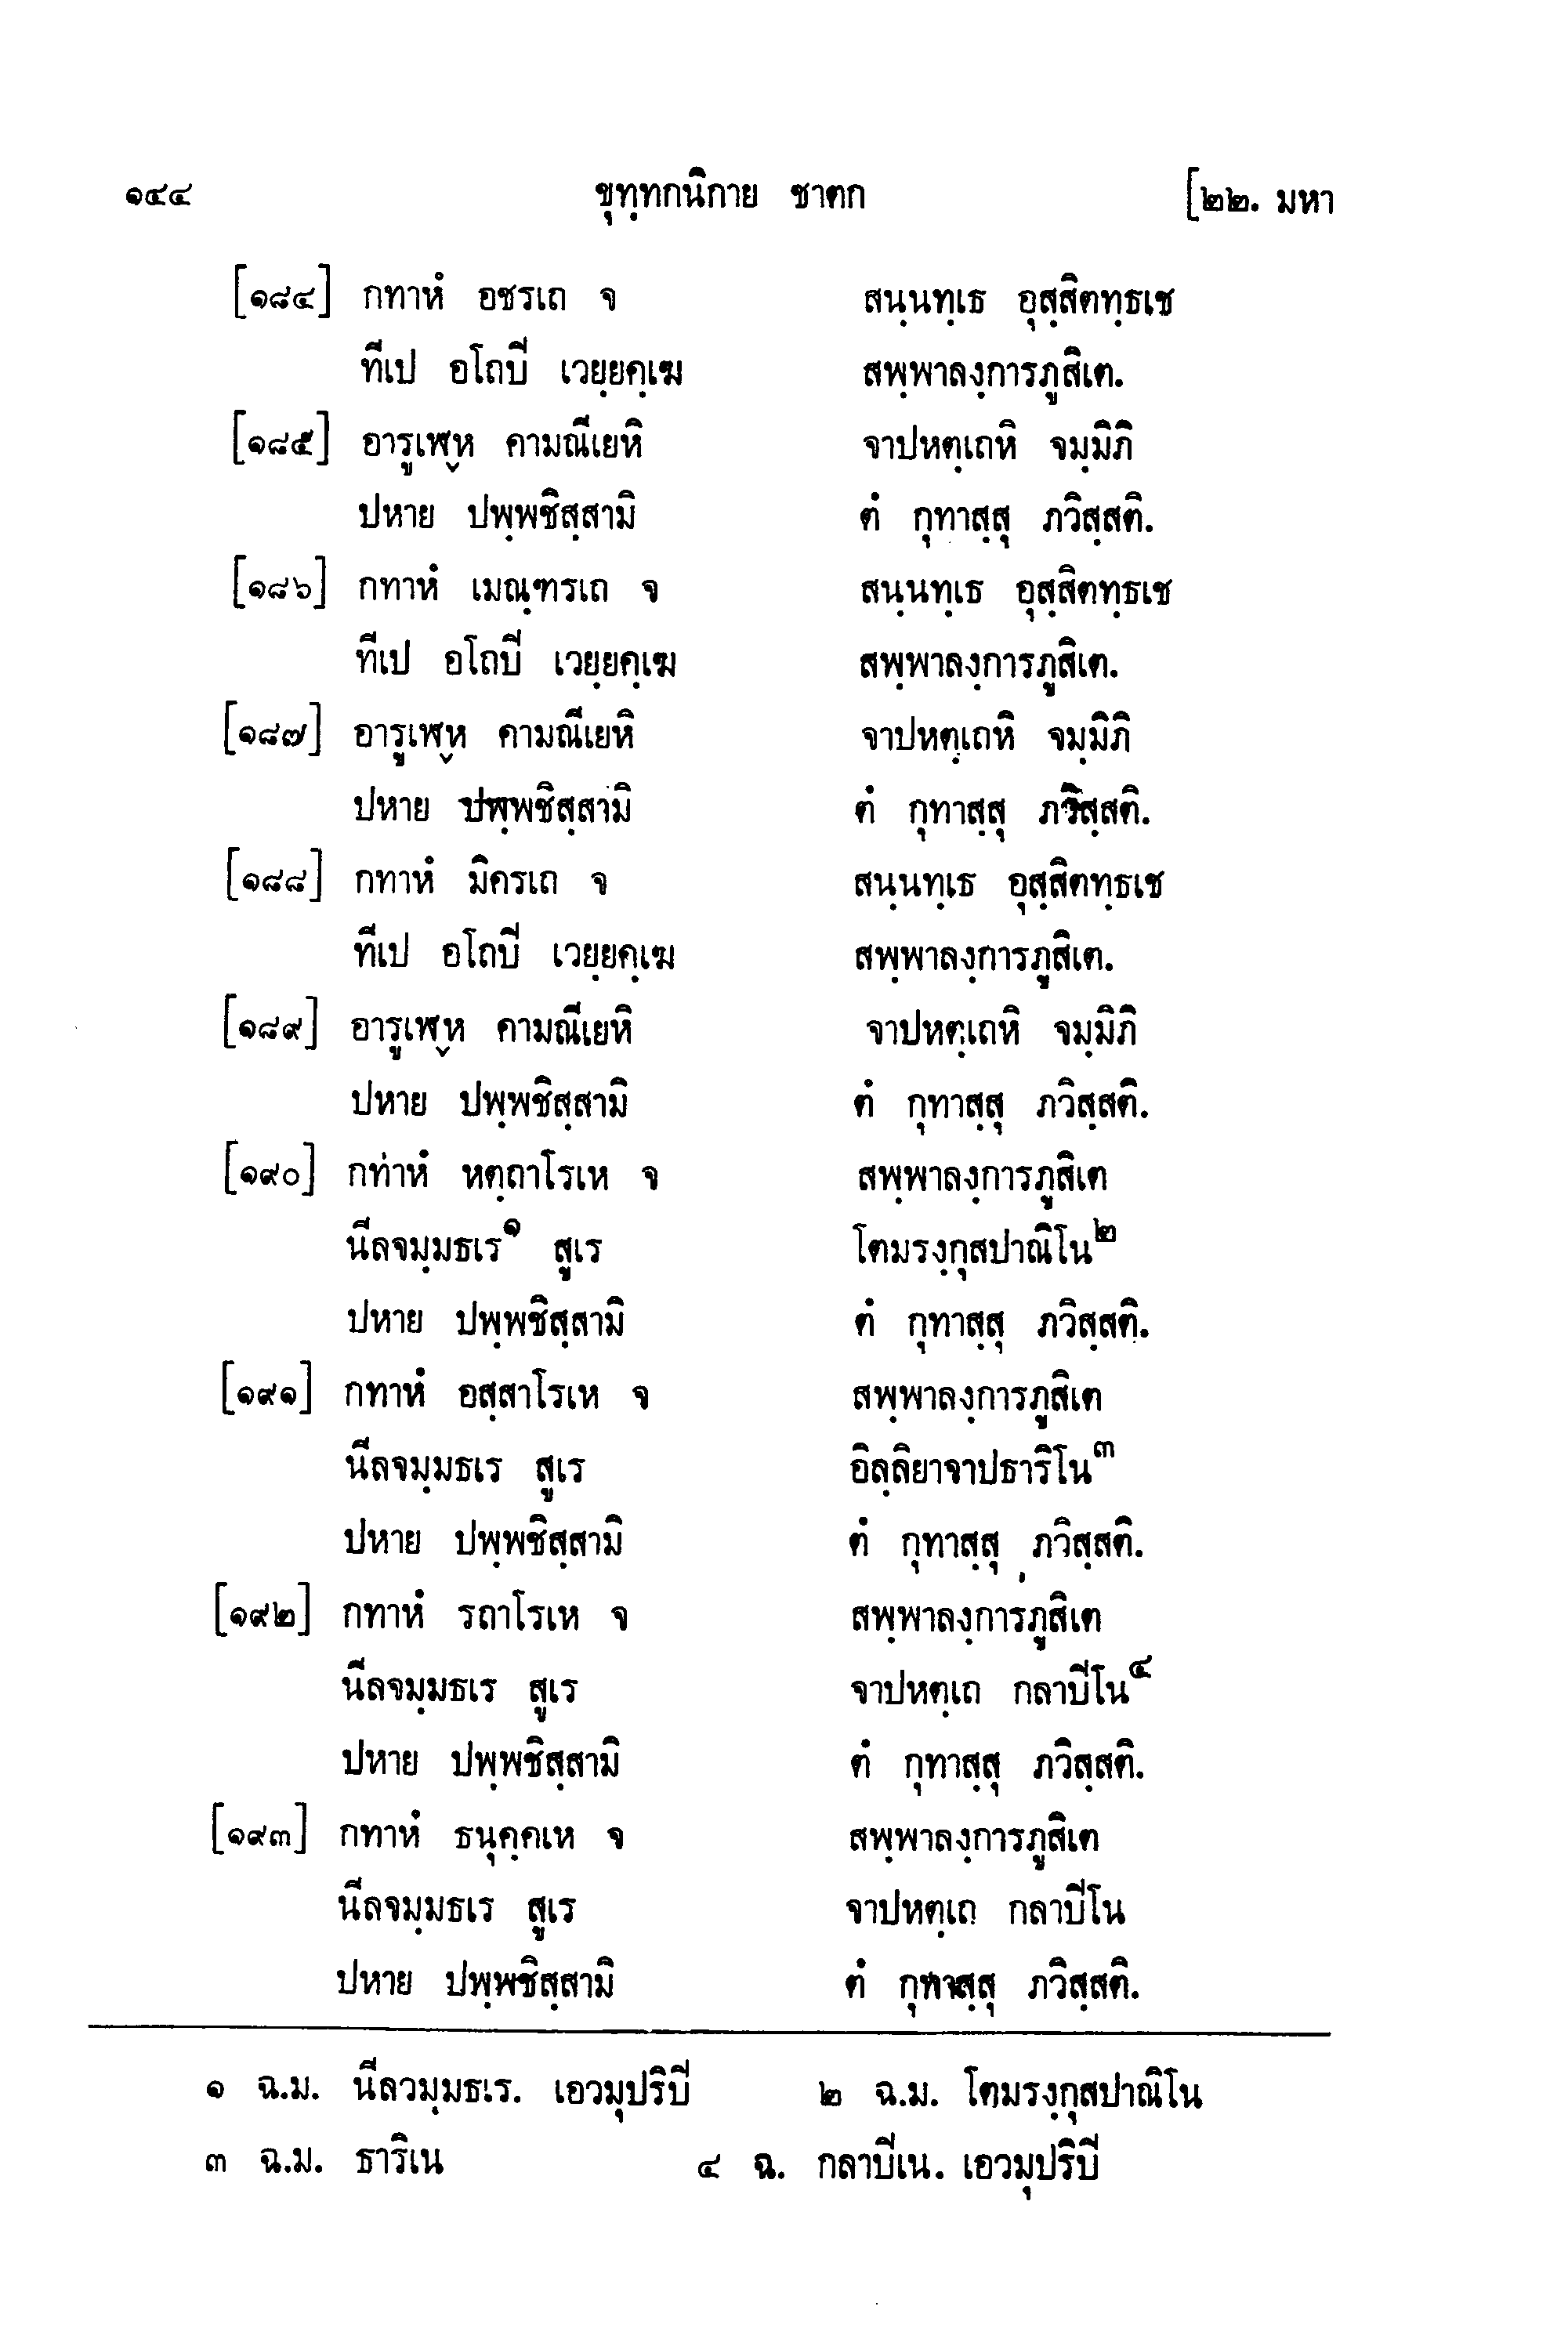 ๑๔๔ ขุทฺทกนิกาย ชาตก [๒๒. มหา
[๑๘๔] กทาหํ อชรเถ จ สนฺนทฺเธ อุสฺสิตทฺธเช
ทีเป อโถปี เวยฺยคฺเฆ สพฺพาลงฺการภูสิเต.
[๑๘๕] อารูเฬฺห คามณีเยหิ จาปหตฺเถหิ จมฺมิภิ
ปหาย ปพฺพชิสฺสามิ ตํ กุทาสฺสุ ภวิสฺสติ.
[๑๘๖] กทาหํ เมณฺฑรเถ จ สนฺนทฺเธ อุสฺสิตทฺธเช
ทีเป อโถปี เวยฺยคฺเฆ สพฺพาลงฺการภูสิเต.
[๑๘๗] อารูเฬฺห คามณีเยหิ จาปหตฺเถหิ จมฺมิภิ
ปหาย ปพฺพชิสฺสามิ ตํ กุทาสฺสุ ภวิสฺสติ.
[๑๘๘] กทาหํ มิครเถ จ สนฺนทฺเธ อุสฺสิตทฺธเช
ทีเป อโถปี เวยฺยคฺเฆ สพฺพาลงฺการภูสิเต.
[๑๘๙] อารูเฬฺห คามณีเยหิ จาปหตฺเถหิ จมฺมิภิ
ปหาย ปพฺพชิสฺสามิ ตํ กุทาสฺสุ ภวิสฺสติ.
[๑๙๐] กทาหํ หตฺถาโรเห จ สพฺพาลงฺการภูสิเต
นีลจมฺมธเร๑ สูเร โตมรงฺกุสปาณิโน๒
ปหาย ปพฺพชิสฺสามิ ตํ กุทาสฺสุ ภวิสฺสติ.
[๑๙๑] กทาหํ อสฺสาโรเห จ สพฺพาลงฺการภูสิเต
นีลจมฺมธเร สูเร อิลฺลิยาจาปธาริโน๓
ปหาย ปพฺพชิสฺสามิ ตํ กุทาสฺสุ ภวิสฺสติ.
[๑๙๒] กทาหํ รถาโรเห จ สพฺพาลงฺการภูสิเต
นีลจมฺมธเร สูเร จาปหตฺเถ กลาปีโน๔
ปหาย ปพฺพชิสฺสามิ ตํ กุทาสฺสุ ภวิสฺสติ.
[๑๙๓] กทาหํ ธนุคฺคเห จ สพฺพาลงฺการภูสิเต
นีลจมฺมธเร สูเร จาปหตฺเถ กลาปีโน
ปหาย ปพฺพชิสฺสามิ ตํ กุทาสฺสุ ภวิสฺสติ.
๑ ฉ.ม. นีลวมฺมธเร. เอวมุปริปี ๒ ฉ.ม. โตมรงฺกุสปาณิโน
๓ ฉ.ม. ธาริเน ๔ ฉ. กลาปีเน. เอวมุปริปี